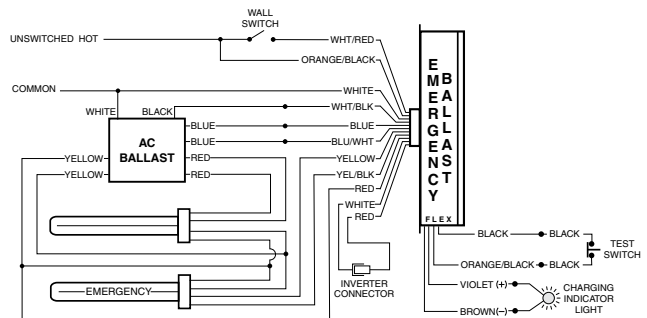 WALL
SWITCH
UNSWITCHED HOT
WHT/RED
ORANGE/BLACK
COMMON
WHITE
WHITE
BLACK
WHT/BLK
BLUE
BLUE
BLUE
BLU/WHT
AC
BALLAST
YELLOW
RED
YELLOW
YELLOW
RED
YEL/BLK
RED
WHITE
RED
EMERGENCY
BALLAST
FLEX
BLACK
BLACK
TEST
SWITCH
ORANGE/BLACK
BLACK
INVERTER
CONNECTOR
EMERGENCY
VIOLET (+)
CHARGING
INDICATOR
LIGHT
BROWN(–)